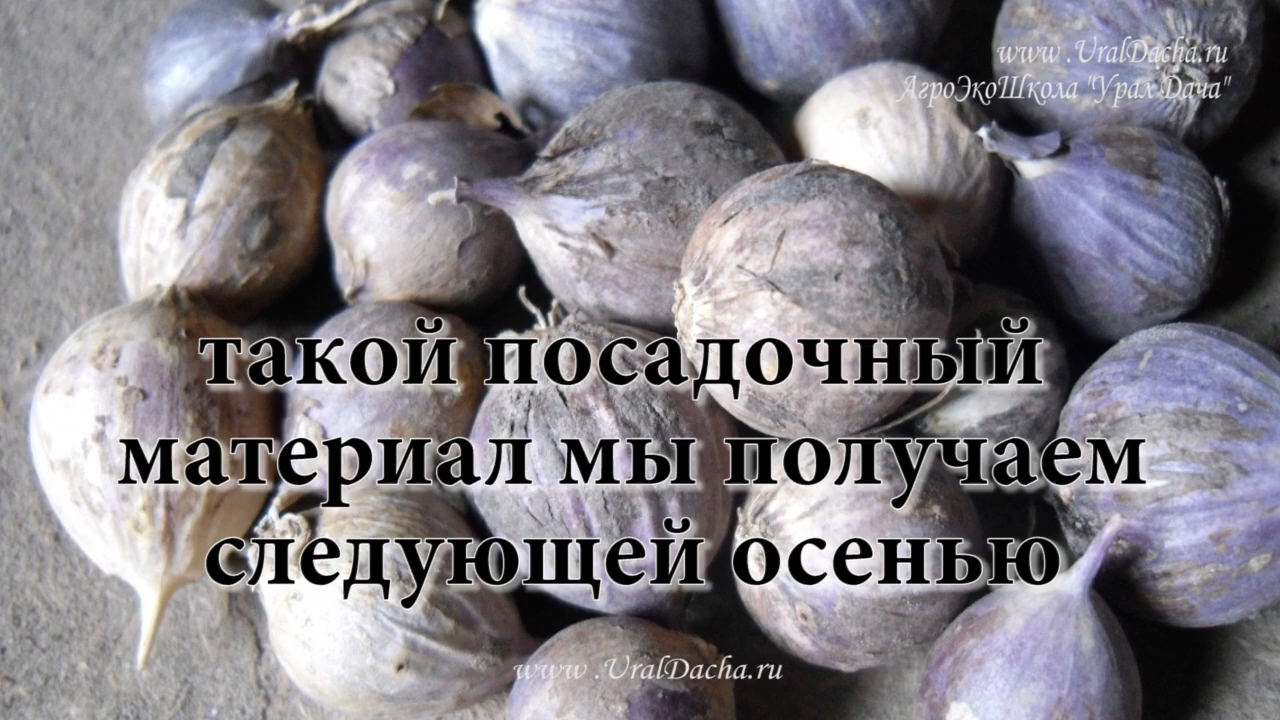 www .UralDacha.ru
АгроЭкоШкола "Урал Дача"
такой посадочный
материал мы получаем
следующей осенью
www .UralDacha.ru